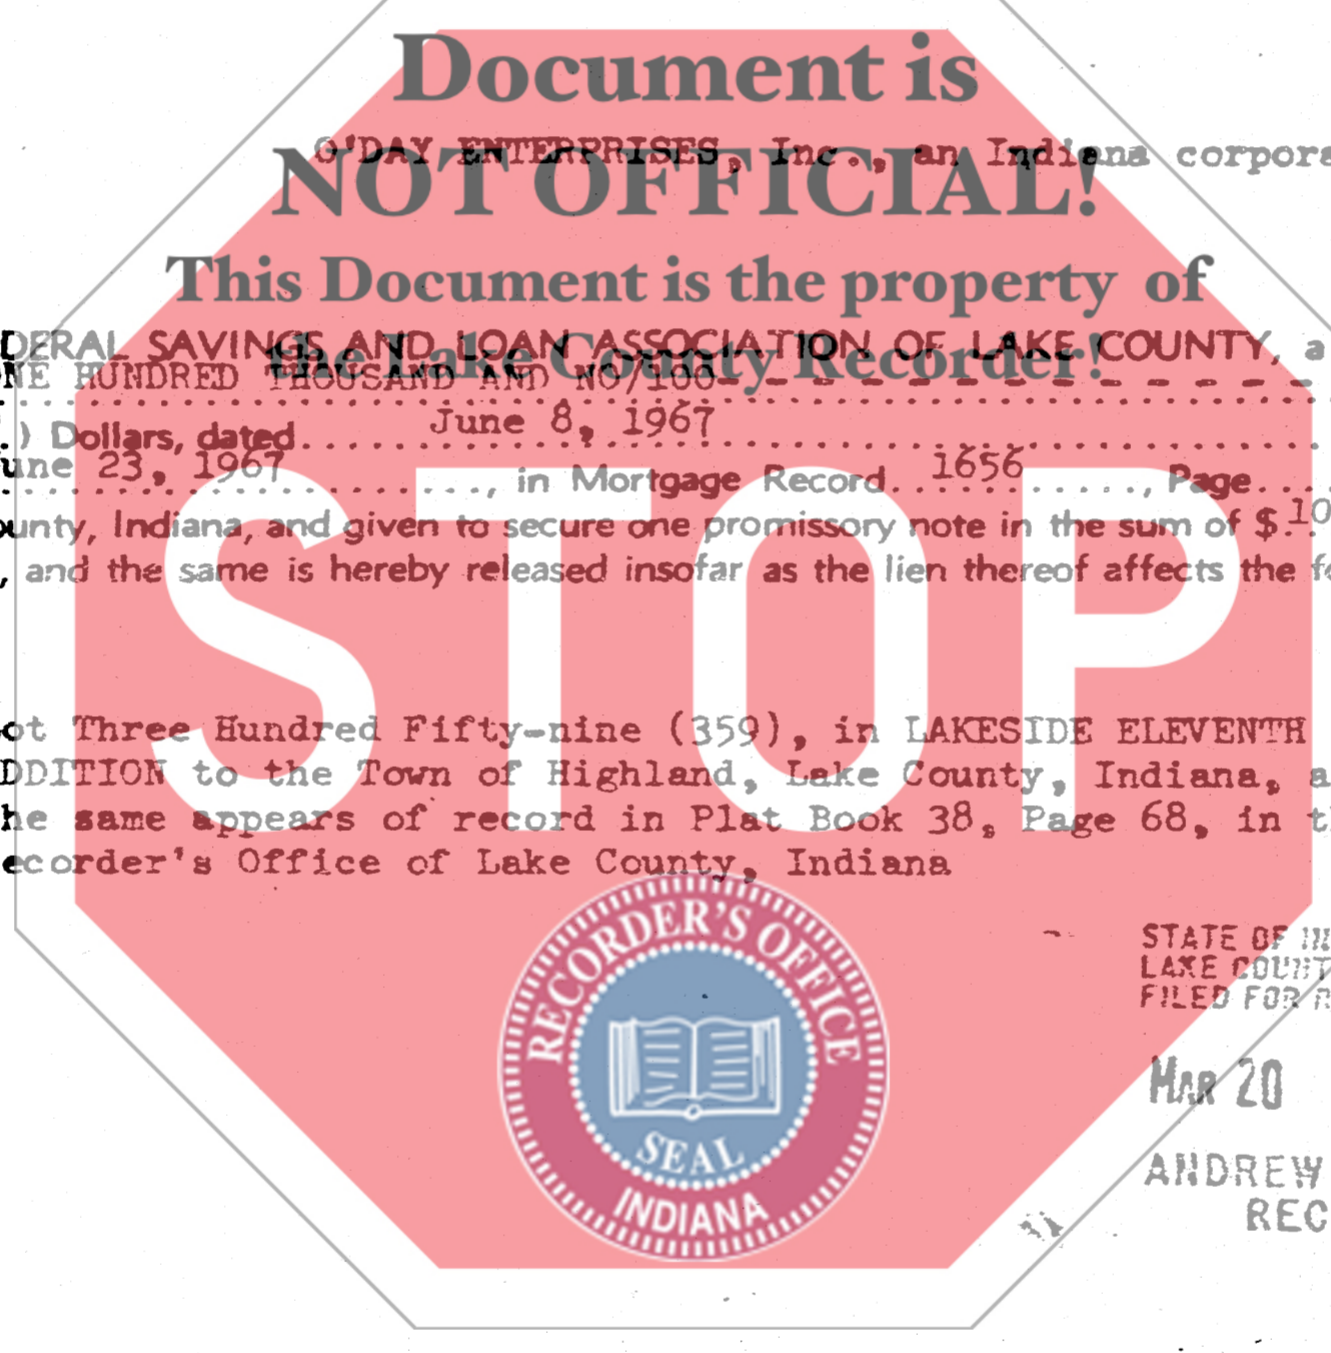 Document is
O'DAY ENTERPRISES, Inc., an Indiana corpora
NOT OFFICIAL!
This Document is the property of
the Lake County Recorder!
DERAL SAVINGS AND LOAN ASSOCIATION OF LAKE COUNTY, a
NE HUNDRED THOUSAND AND NO/100- - - - - - - - - - - - - -
.) Dollars, dated.......... June 8, 1967 ..........
une 23, 1967 .........., in Mortgage Record.. 1656 .........., Page....
unty, Indiana, and given to secure one promissory note in the sum of $ 10
, and the same is hereby released insofar as the lien thereof affects the f
STOP
ot Three Hundred Fifty-nine (359), in LAKESIDE ELEVENTH
DDITION to the Town of Highland, Lake County, Indiana, a
he same appears of record in Plat Book 38, Page 68, in t
ecorder's Office of Lake County, Indiana
RECORDER'S OFFICE
SEAL
INDIANA
STATE OF IN
LAKE COUNT
FILED FOR R
MAR 20
ANDREW
REC